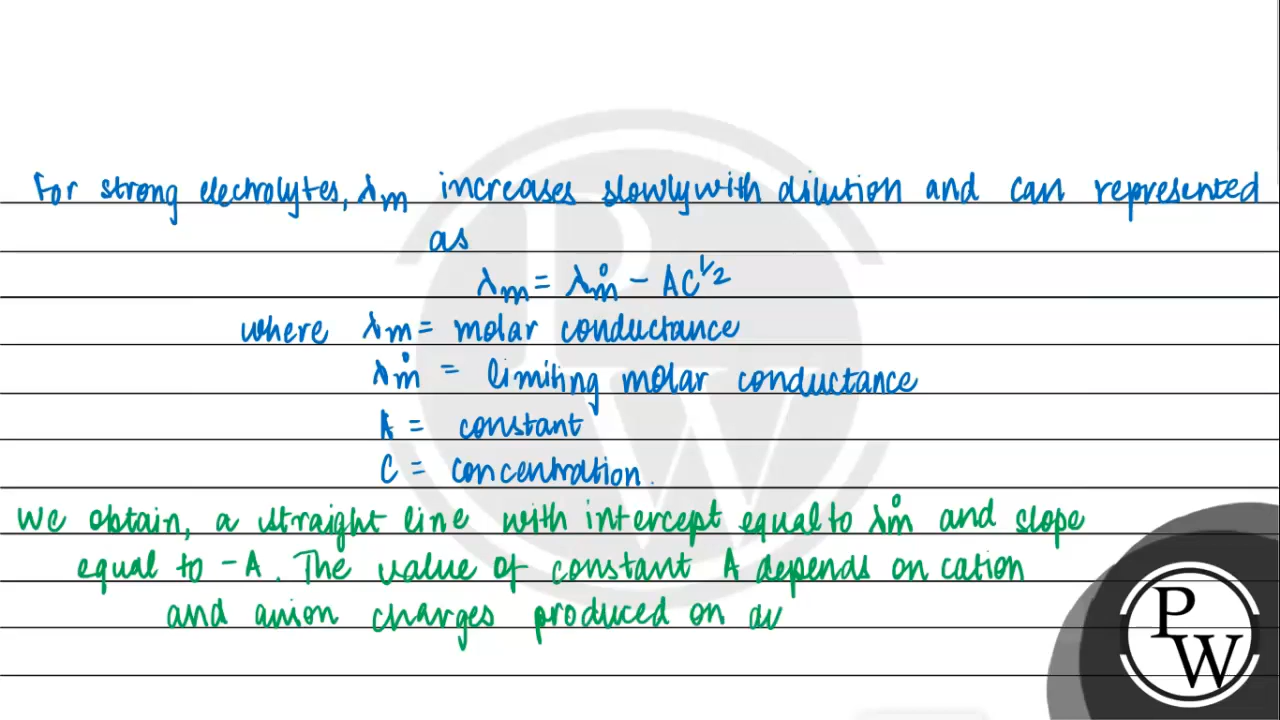 For strong electrolytes, λm increases slowly with dilution and can represented
as
λm = λ°m – AC^1/2
where λm = molar conductance
λ°m = limiting molar conductance
A = constant
C = concentration.
We obtain, a straight line with intercept equal to λ°m and slope
equal to –A. The value of constant A depends on cation
and anion charges produced on
P
W
P
W